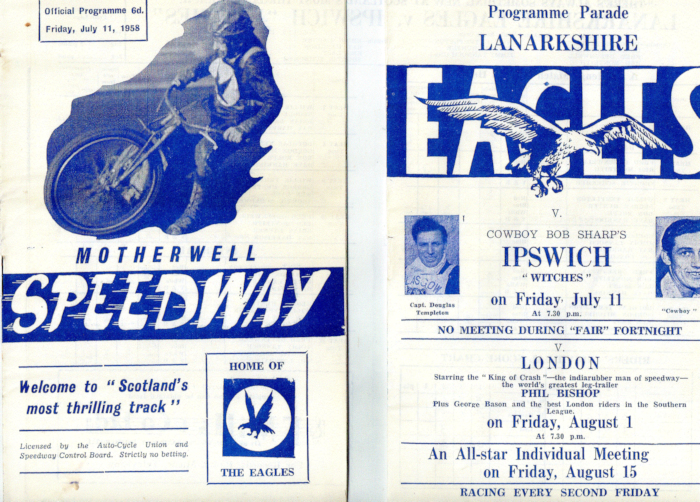 Official Programme 6d.
Friday, July 11, 1958
MOTHERWELL
SPEEDWAY
Welcome to "Scotland's
most thrilling track"
Licensed by the Auto-Cycle Union and
Speedway Control Board. Strictly no betting.
HOME OF
THE EAGLES
Programme Parade
LANARKSHIRE
EAGLES
V.
COWBOY BOB SHARP'S
IPSWICH
"WITCHES"
on Friday July 11
At 7.30 p.m.
Capt. Douglas
Templeton
"Cowboy"
NO MEETING DURING "FAIR" FORTNIGHT
V.
LONDON
Starring the "King of Crash"—the indiarubber man of speedway—
the world's greatest leg-trailer
PHIL BISHOP
Plus George Bason and the best London riders in the Southern
League.
on Friday, August 1
At 7.30 p.m.
An All-star Individual Meeting
on Friday, August 15
RACING EVERY SECOND FRIDAY